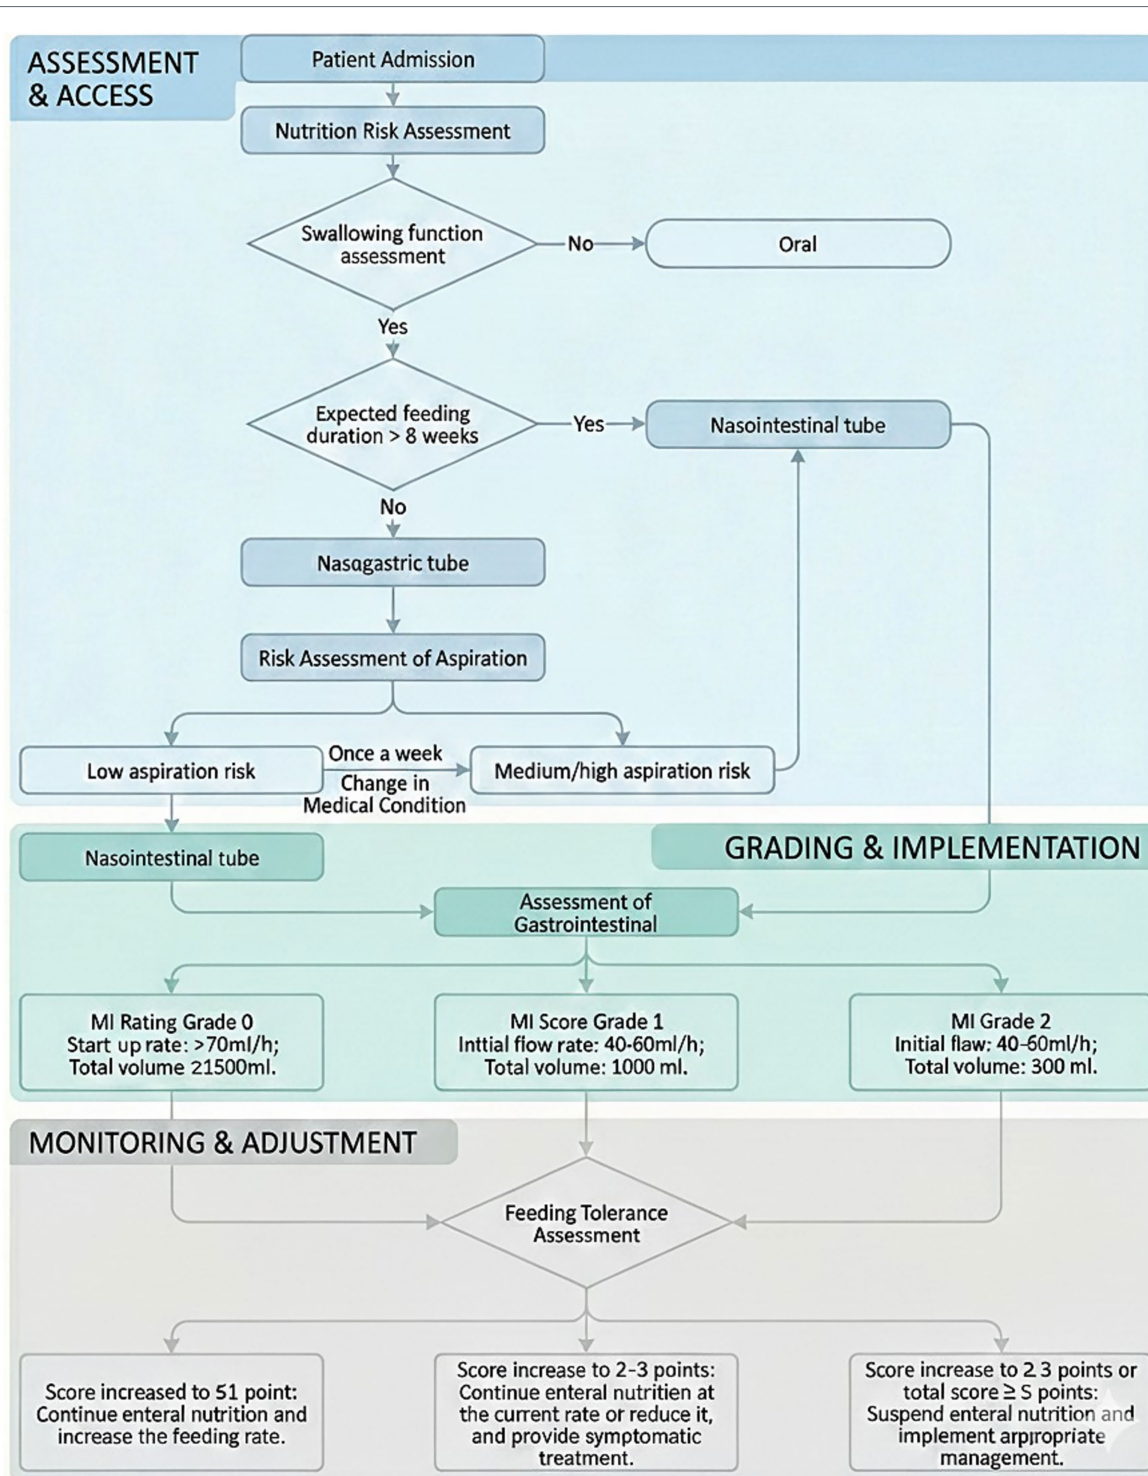 ASSESSMENT
& ACCESS
Patient Admission
Nutrition Risk Assessment
Swallowing function
assessment
No
Oral
Yes
Expected feeding
duration > 8 weeks
Yes
Nasointestinal tube
No
Nasogastric tube
Risk Assessment of Aspiration
Low aspiration risk
Once a week
Change in
Medical Condition
Medium/high aspiration risk
Nasointestinal tube
GRADING & IMPLEMENTATION
Assessment of
Gastrointestinal
MI Rating Grade 0
Start up rate: >70ml/h;
Total volume 21500ml.
MI Score Grade 1
Inttial flow rate: 40-60ml/h;
Total volume: 1000 ml.
MI Grade 2
Initial flaw: 40-60ml/h;
Total volume: 300 ml.
MONITORING & ADJUSTMENT
Feeding Tolerance
Assessment
Score increased to 51 point:
Continue enteral nutrition and
increase the feeding rate.
Score increase to 2-3 points:
Continue enteral nutritien at
the current rate or reduce it,
and provide symptomatic
treatment.
Score increase to 2.3 points or
total score ≥ S points:
Suspend enteral nutrition and
implement appropriate
management.